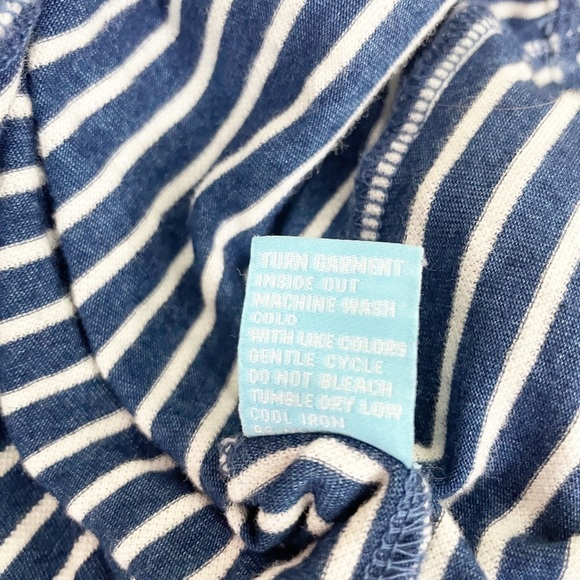 TURN GARMENT
INSIDE OUT
MACHINE WASH
COLD
WITH LIKE COLORS
GENTLE CYCLE
DO NOT BLEACH
TUMBLE DRY LOW
COOL IRON